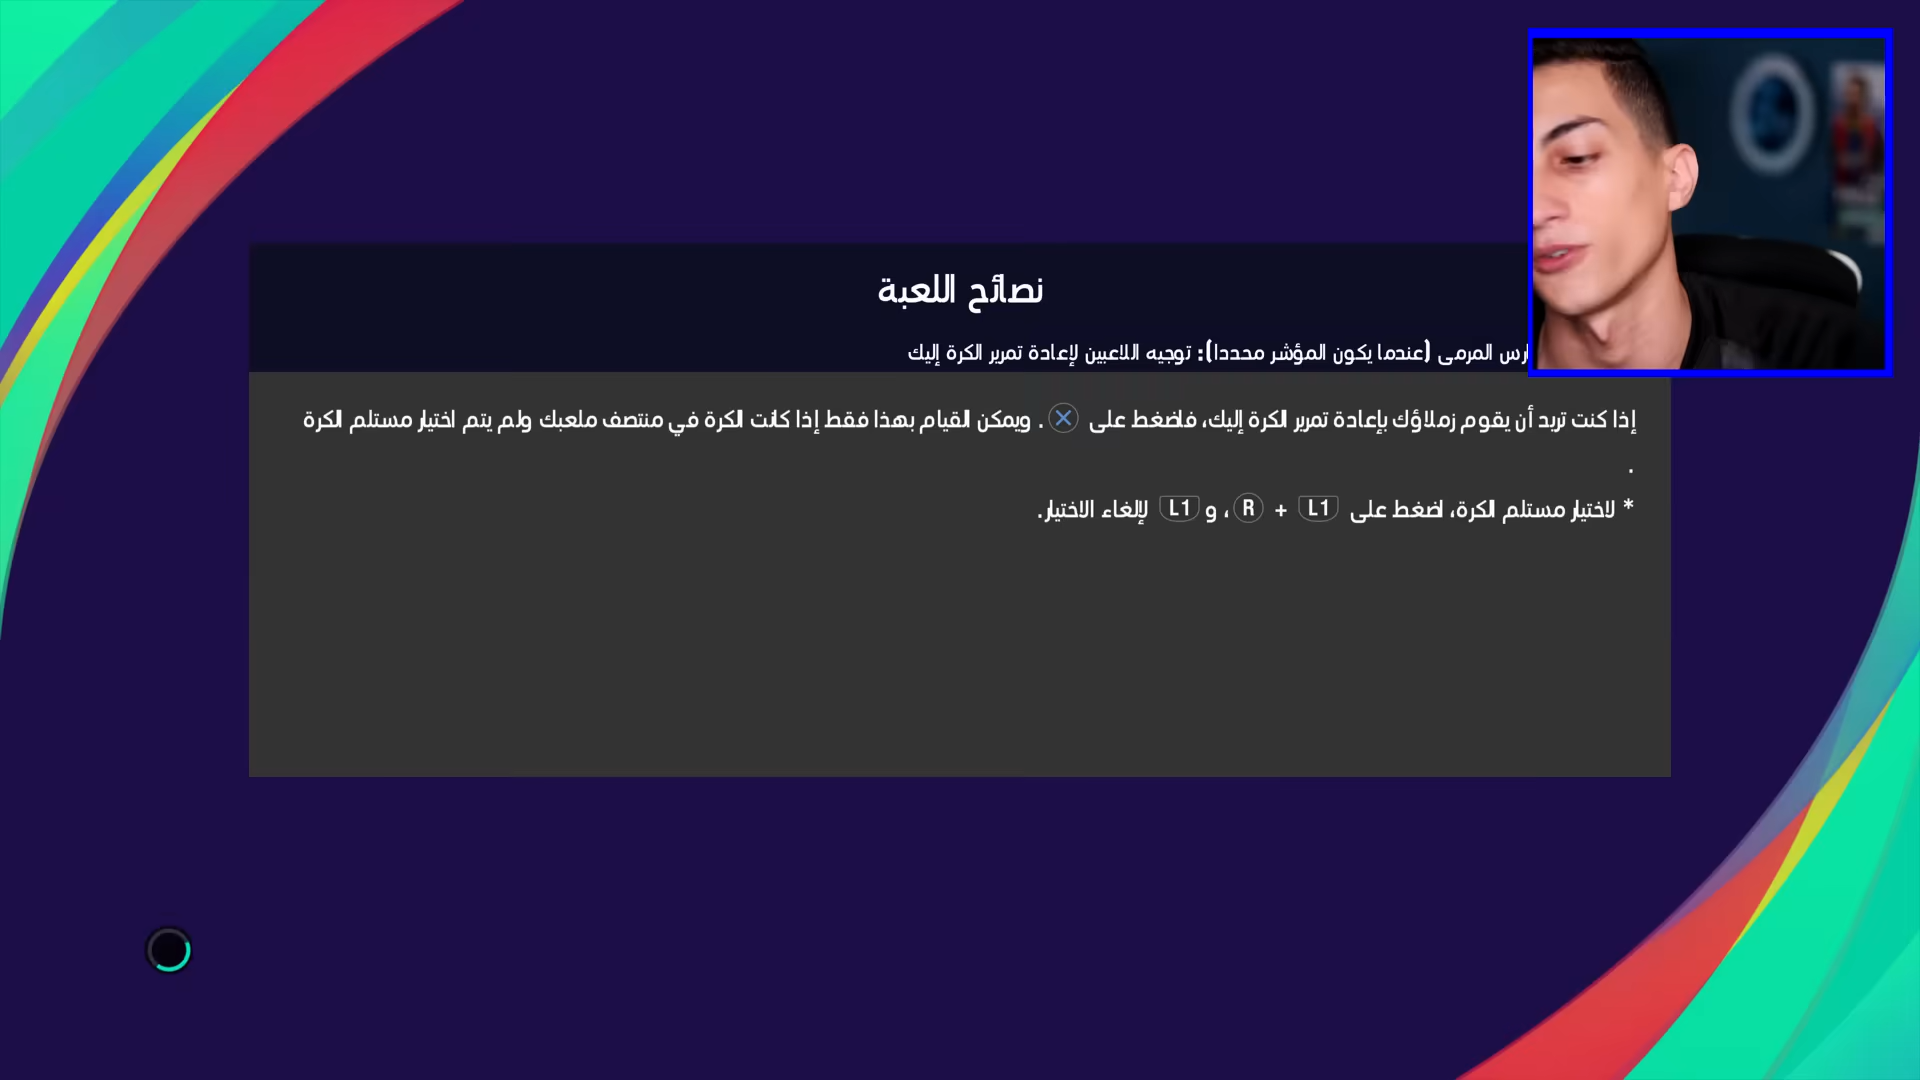 نصائح اللعبة
المرمى (عندما يكون المؤشر محددا): توجيه اللاعبين لإعادة تمرير الكرة إليك
إذا كنت تريد أن يقوم زملاؤك بإعادة تمرير الكرة إليك، فاضغط على . ويمكن القيام بهذا فقط إذا كانت الكرة في منتصف ملعبك ولم يتم اختيار مستلم الكرة
.
* لاختيار مستلم الكرة، اضغط على L1 + R، و L1 لإلغاء الاختيار.